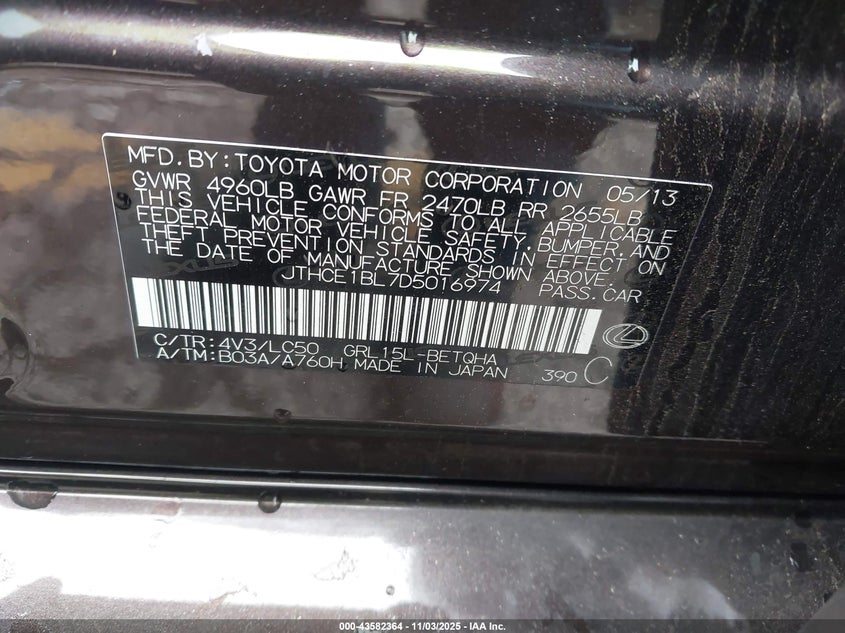 MFD.BY:TOYOTA MOTOR CORPORATION 05/13
GVWR 4960LB GAWR FR 2470LB RR 2655LB
THIS VEHICLE CONFORMS TO ALL APPLICABLE
FEDERAL MOTOR VEHICLE SAFETY,BUMPER,AND
THEFT PREVENTION STANDARDS IN EFFECT ON
THE DATE OF MANUFACTURE SHOWN ABOVE.
JTHCE1BL7D5016974 PASS.CAR
C/TR:4V3/LC50 GRL15L-BETQHA
A/TM:B03A/A760H MADE IN JAPAN 390 C
000-43582364 - 11/03/2025 - IAA Inc.